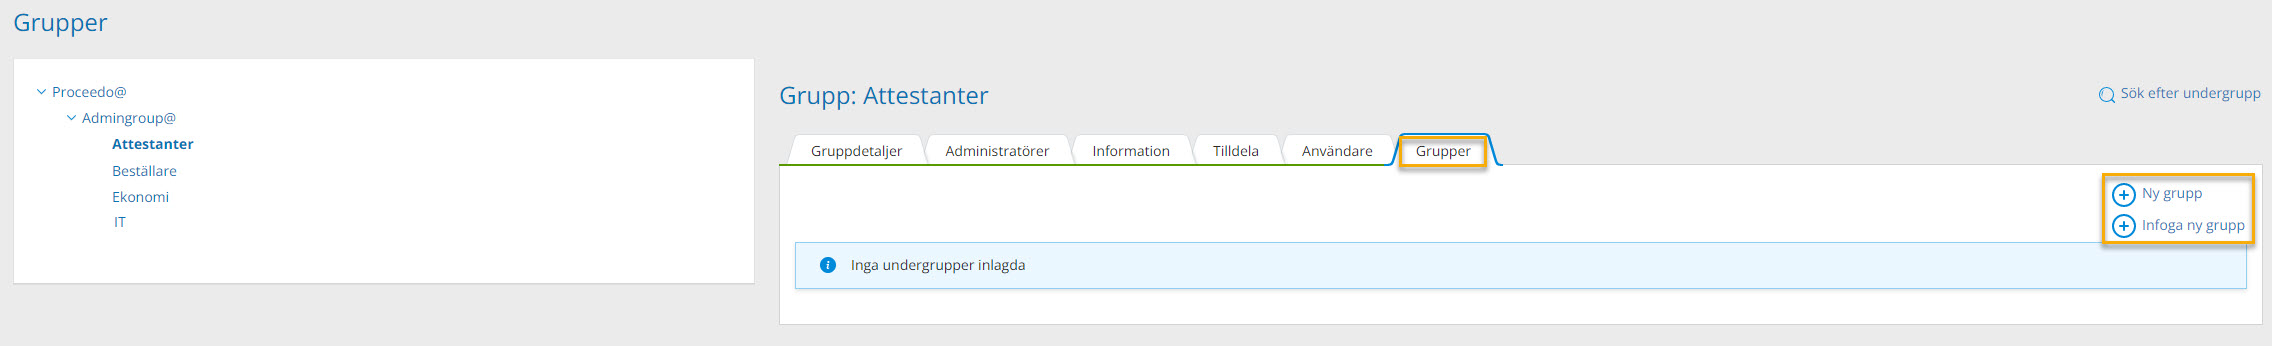 Grupper
Proceedo@
Admingroup@
Attestanter
Beställare
Ekonomi
IT
Grupp: Attestanter
Sök efter undergrupp
Gruppdetaljer
Administratörer
Information
Tilldela
Användare
Grupper
Ny grupp
Infoga ny grupp
Inga undergrupper inlagda